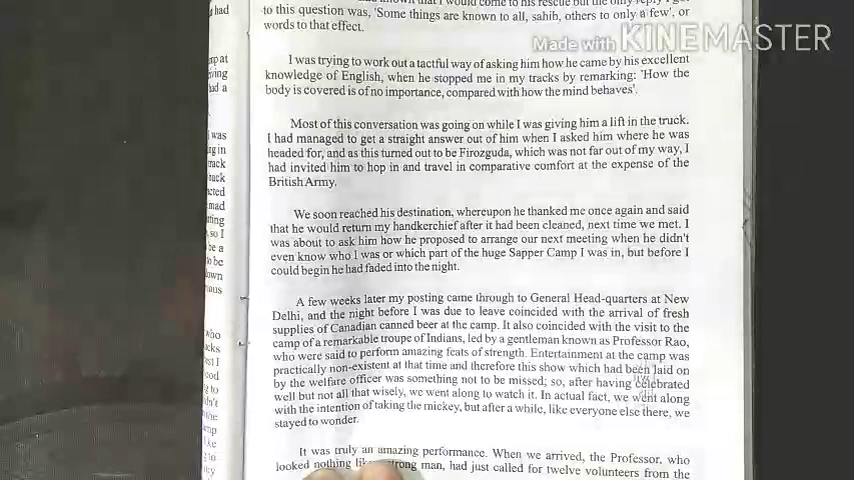 Made with KINEMASTER
to this question was, 'Some things are known to all, sahib, others to only a few', or
words to that effect.
I was trying to work out a tactful way of asking him how he came by his excellent
knowledge of English, when he stopped me in my tracks by remarking: 'How the
body is covered is of no importance, compared with how the mind behaves'.
Most of this conversation was going on while I was giving him a lift in the truck.
I had managed to get a straight answer out of him when I asked him where he was
headed for, and as this turned out to be Firozguda, which was not far out of my way, I
had invited him to hop in and travel in comparative comfort at the expense of the
British Army.
We soon reached his destination, whereupon he thanked me once again and said
that he would return my handkerchief after it had been cleaned, next time we met. I
was about to ask him how he proposed to arrange our next meeting when he didn't
even know who I was or which part of the huge Sapper Camp I was in, but before I
could begin he had faded into the night.
A few weeks later my posting came through to General Head-quarters at New
Delhi, and the night before I was due to leave coincided with the arrival of fresh
supplies of Canadian canned beer at the camp. It also coincided with the visit to the
camp of a remarkable troupe of Indians, led by a gentleman known as Professor Rao,
who were said to perform amazing feats of strength. Entertainment at the camp was
practically non-existent at that time and therefore this show which had been laid on
by the welfare officer was something not to be missed; so, after having celebrated
well but not all that wisely, we went along to watch it. In actual fact, we went along
with the intention of taking the mickey, but after a while, like everyone else there, we
stayed to wonder.
It was truly an amazing performance. When we arrived, the Professor, who
looked nothing strong man, had just called for twelve volunteers from the